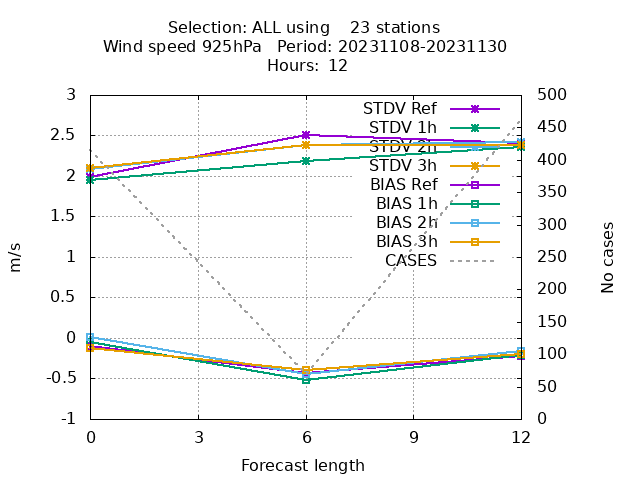 Selection: ALL using    23 stations
Wind speed 925hPa   Period: 20231108-20231130
Hours: 12
3
2.5
2
1.5
1
0.5
0
-0.5
-1
m/s
500
450
400
350
300
250
200
150
100
50
0
No cases
STDV Ref
STDV 1h
STDV 2h
STDV 3h
BIAS Ref
BIAS 1h
BIAS 2h
BIAS 3h
CASES
0 3 6 9 12
Forecast length